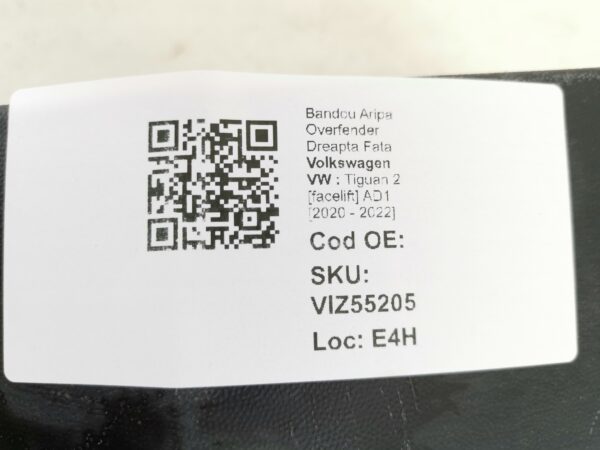 Bandou Aripa
Overfender
Dreapta Fata
Volkswagen
VW : Tiguan 2
[facelift] AD1
[2020 - 2022]
Cod OE:
SKU:
VIZ55205
Loc: E4H